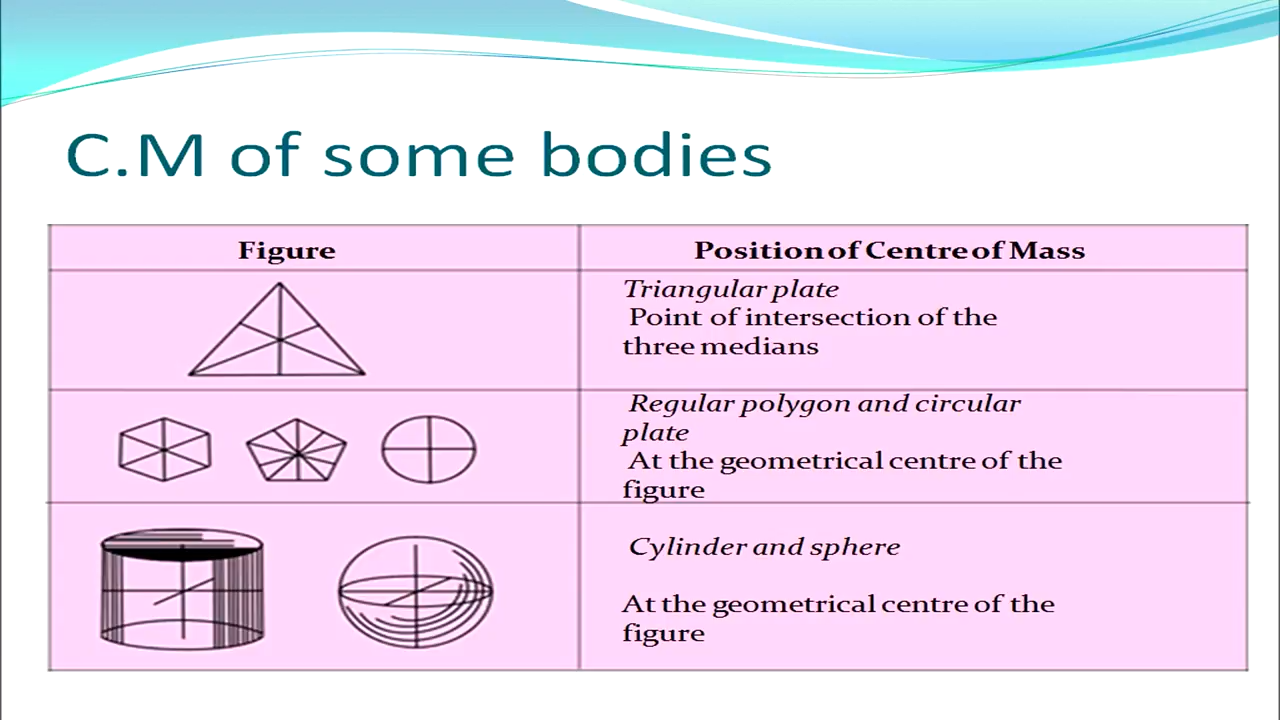 C.M of some bodies
Figure
Position of Centre of Mass
Triangular plate
Point of intersection of the
three medians
Regular polygon and circular
plate
At the geometrical centre of the
figure
Cylinder and sphere
At the geometrical centre of the
figure